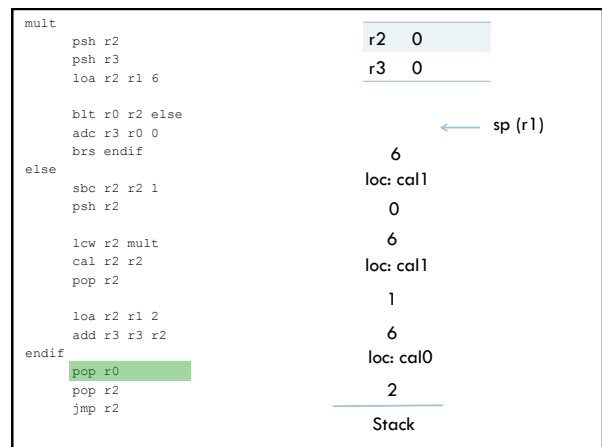 mult
psh r2
psh r3
loa r2 r1 6
blt r0 r2 else
adc r3 r0 0
brs endif
else
sbc r2 r2 1
psh r2
lcw r2 mult
cal r2 r2
pop r2
loa r2 r1 2
add r3 r3 r2
endif
pop r0
pop r2
jmp r2
r2 0
r3 0
sp (r1)
6
loc: cal1
0
6
loc: cal1
1
6
loc: cal0
2
Stack